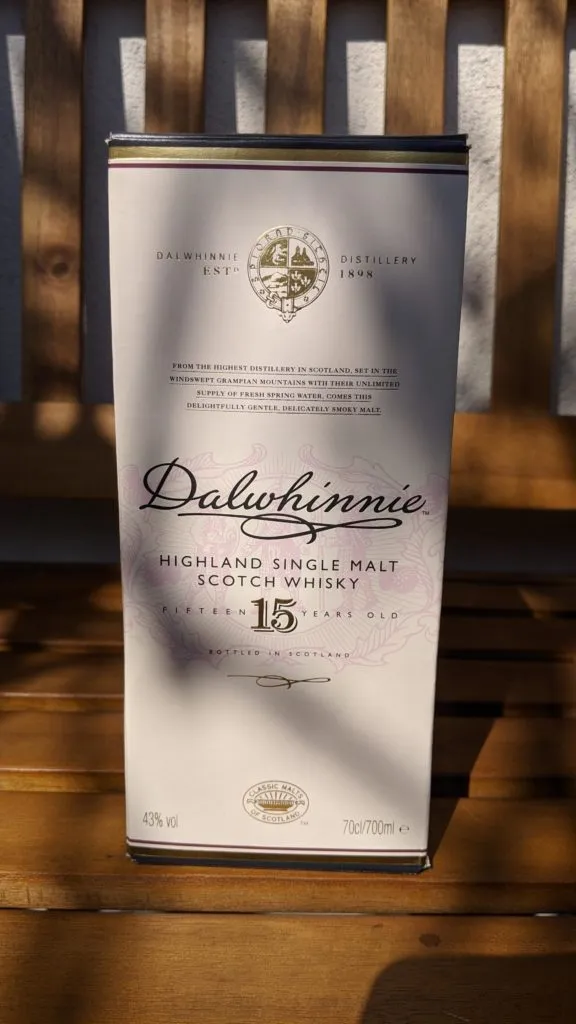 DALWHINNIE DISTILLERY
ESTD 1898
FROM THE HIGHEST DISTILLERY IN SCOTLAND, SET IN THE
WINDSWEPT GRAMPIAN MOUNTAINS WITH THEIR UNLIMITED
SUPPLY OF FRESH SPRING WATER, COMES THIS
DELIGHTFULLY GENTLE, DELICATELY SMOKY MALT.
Dalwhinnie™
HIGHLAND SINGLE MALT
SCOTCH WHISKY
FIFTEEN 15 YEARS OLD
BOTTLED IN SCOTLAND
CLASSIC MALTS
OF SCOTLAND™
43% vol 70cl/700ml ℮